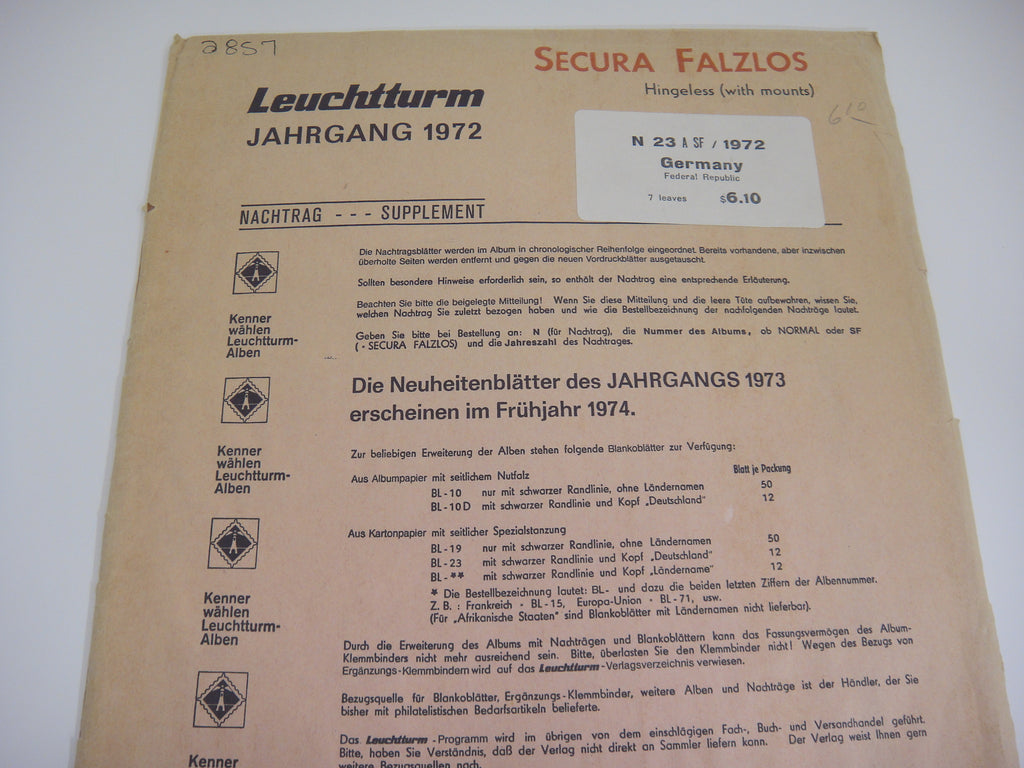 2857
SECURA FALZLOS
Hingeless (with mounts)
Leuchtturm
JAHRGANG 1972
6 10
N 23 A SF / 1972
Germany
Federal Republic
7 leaves $6.10
NACHTRAG --- SUPPLEMENT
Die Nachtragsblätter werden im Album in chronologischer Reihenfolge eingeordnet. Bereits vorhandene, aber inzwischen
überholte Seiten werden entfernt und gegen die neuen Vordruckblätter ausgetauscht.
Sollten besondere Hinweise erforderlich sein, so enthält der Nachtrag eine entsprechende Erläuterung.
Beachten Sie bitte die beigelegte Mitteilung! Wenn Sie diese Mitteilung und die leere Tüte aufbewahren, wissen Sie,
welchen Nachtrag Sie zuletzt bezogen haben und wie die Bestellbezeichnung der nachfolgenden Nachträge lautet.
Geben Sie bitte bei Bestellung an: N (für Nachtrag), die Nummer des Albums, ob NORMAL oder SF
( - SECURA FALZLOS) und die Jahreszahl des Nachtrages.
Kenner
wählen
Leuchtturm-
Alben
Die Neuheitenblätter des JAHRGANGS 1973
erscheinen im Frühjahr 1974.
Kenner
wählen
Leuchtturm-
Alben
Zur beliebigen Erweiterung der Alben stehen folgende Blankoblätter zur Verfügung:
Aus Albumpapier mit seitlichem Nutfalz Blatt je Packung
BL-10 nur mit schwarzer Randlinie, ohne Ländernamen 50
BL-10 D mit schwarzer Randlinie und Kopf „Deutschland" 12
Aus Kartonpapier mit seitlicher Spezialstanzung
BL-19 nur mit schwarzer Randlinie, ohne Ländernamen 50
BL-23 mit schwarzer Randlinie und Kopf „Deutschland" 12
BL-** mit schwarzer Randlinie und Kopf „Ländername" 12
* Die Bestellbezeichnung lautet: BL- und dazu die beiden letzten Ziffern der Albennummer.
Z. B. : Frankreich · BL-15, Europa-Union · BL-71, usw.
(Für „Afrikanische Staaten" sind Blankoblätter mit Ländernamen nicht lieferbar).
Kenner
wählen
Leuchtturm-
Alben
Durch die Erweiterung des Albums mit Nachträgen und Blankoblättern kann das Fassungsvermögen des Album-
Klemmbinders nicht mehr ausreichend sein. Bitte, überlasten Sie den Klemmbinder nicht! Wegen des Bezugs von
Ergänzungs-Klemmbindern wird auf das Leuchtturm-Verlagsverzeichnis verwiesen.
Bezugsquelle für Blankoblätter, Ergänzungs-Klemmbinder, weitere Alben und Nachträge ist der Händler, der Sie
bisher mit philatelistischen Bedarfsartikeln belieferte.
Das Leuchtturm-Programm wird im übrigen von dem einschlägigen Fach-, Buch- und Versandhandel geführt.
Bitte, haben Sie Verständnis, daß der Verlag nicht direkt an Sammler liefern kann. Der Verlag weist Ihnen gern
weitere Bezugsquellen nach.
Kenner